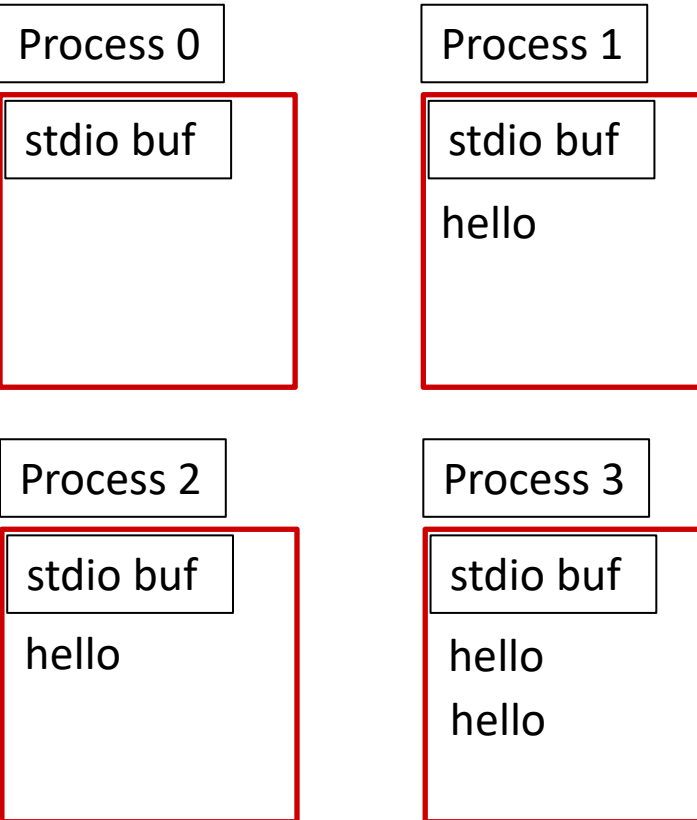 Process 0
stdio buf
Process 1
stdio buf
hello
Process 2
stdio buf
hello
Process 3
stdio buf
hello
hello